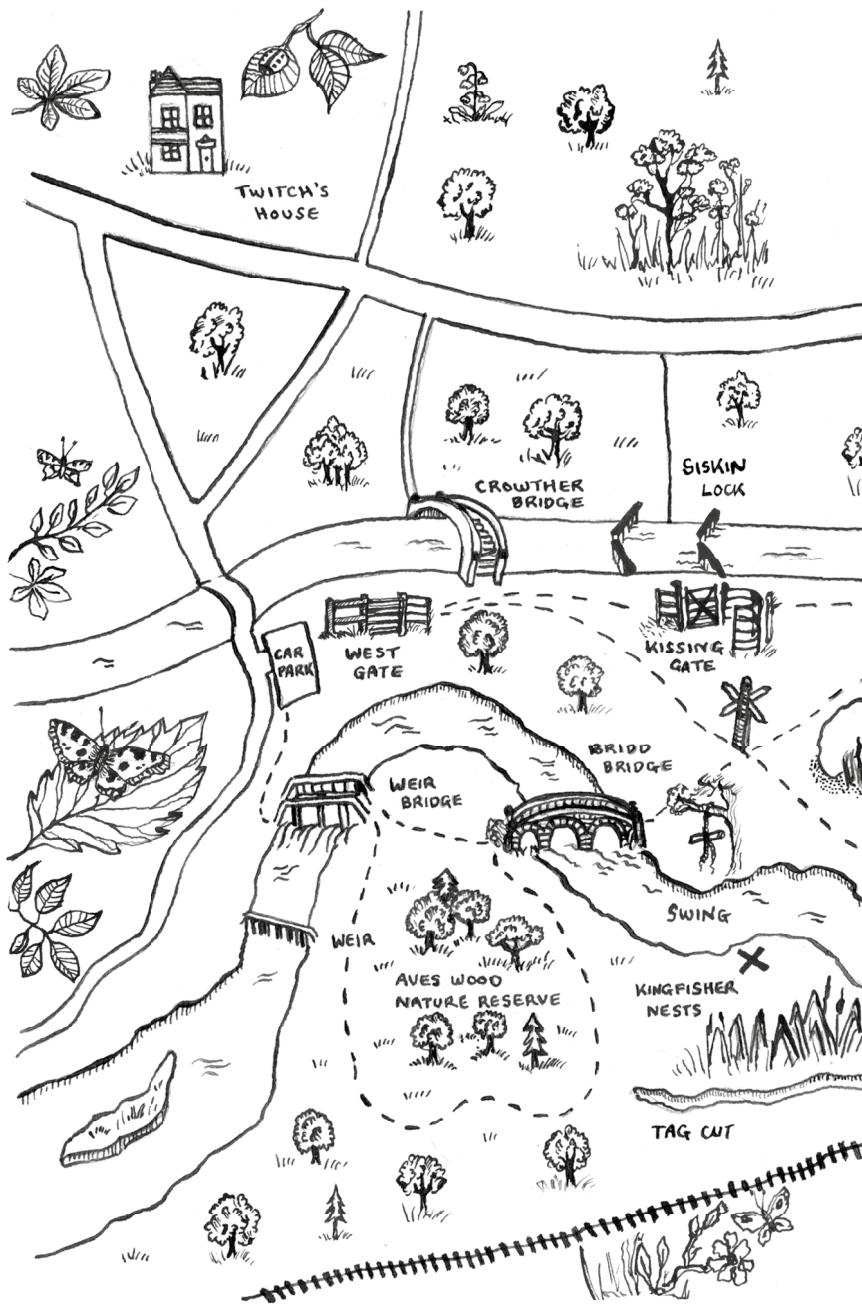 TWITCH'S
HOUSE
CROWTHER
BRIDGE
SISKIN
LOCK
CAR
PARK
WEST
GATE
KISSING
GATE
BRIDD
BRIDGE
WEIR
BRIDGE
SWING
WEIR
AVES WOOD
NATURE RESERVE
KINGFISHER
NESTS
TAG CUT